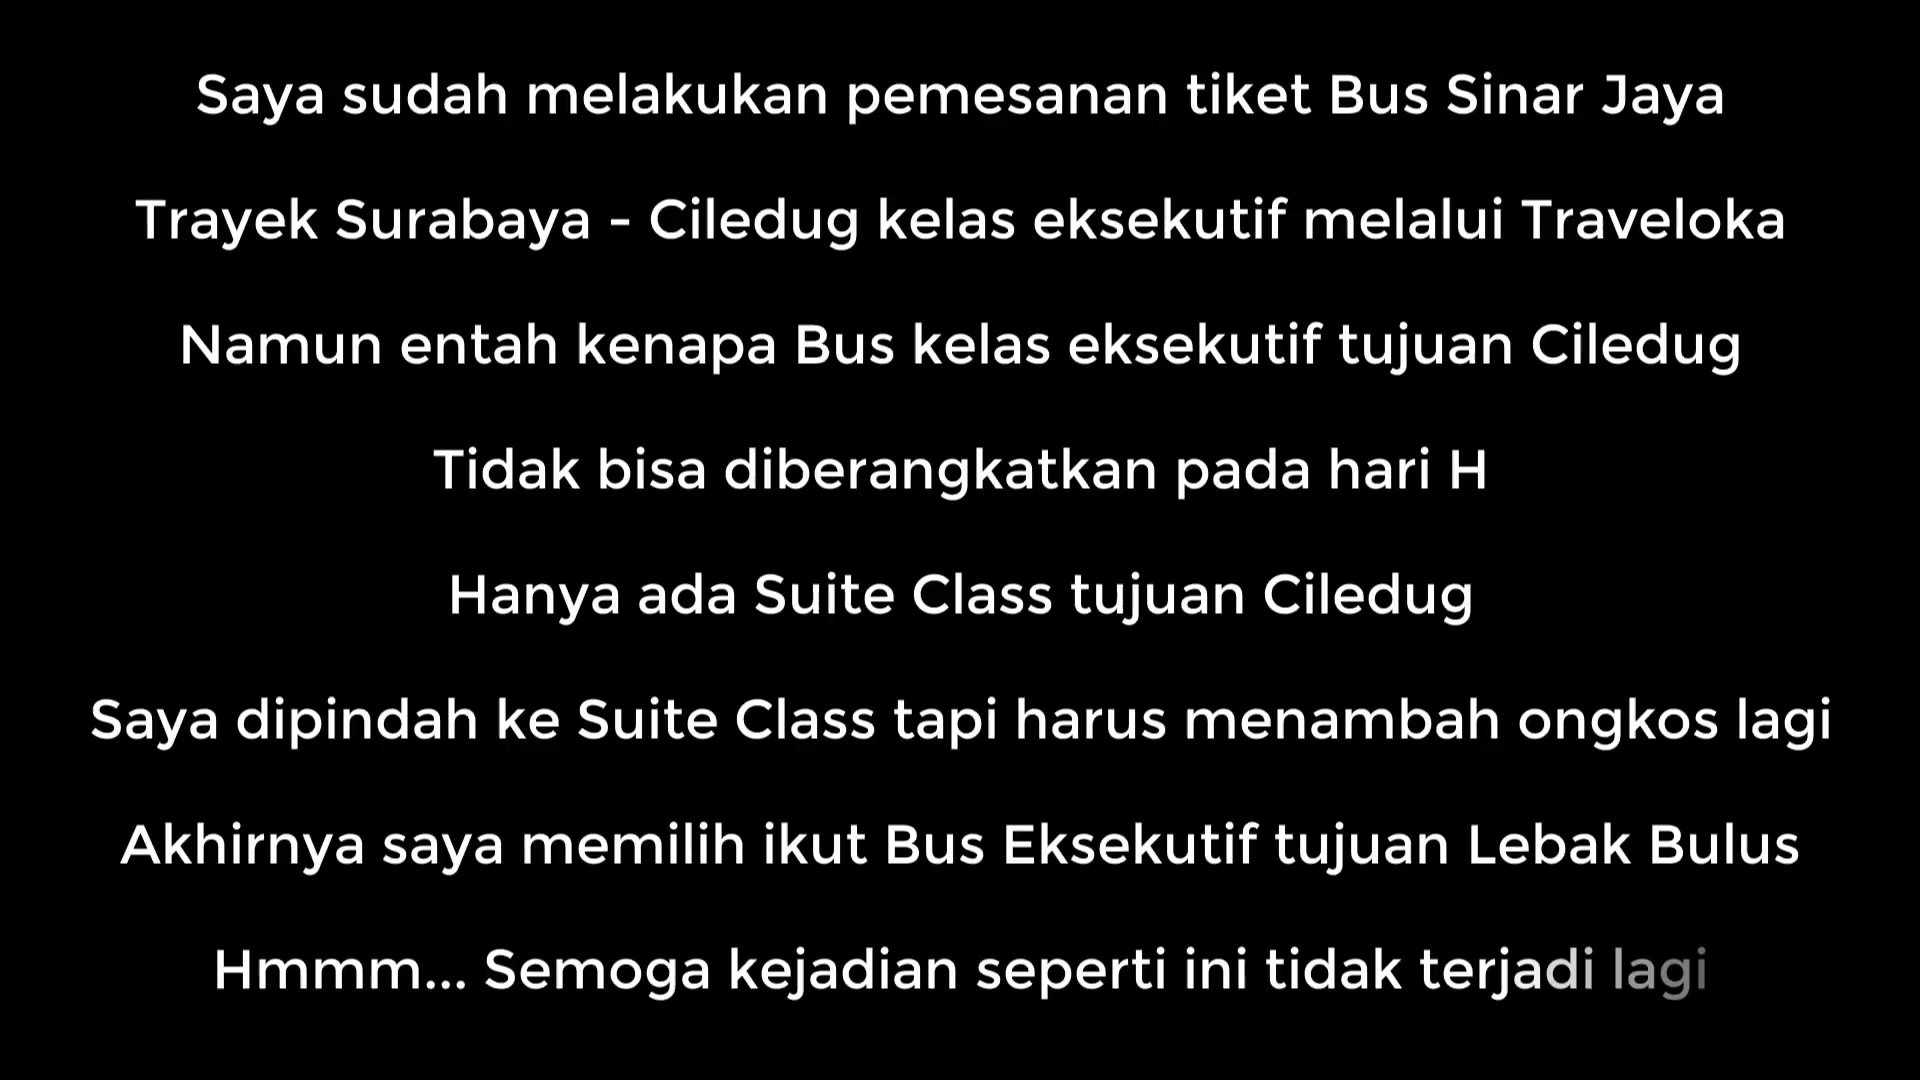 Saya sudah melakukan pemesanan tiket Bus Sinar Jaya
Trayek Surabaya - Ciledug kelas eksekutif melalui Traveloka
Namun entah kenapa Bus kelas eksekutif tujuan Ciledug
Tidak bisa diberangkatkan pada hari H
Hanya ada Suite Class tujuan Ciledug
Saya dipindah ke Suite Class tapi harus menambah ongkos lagi
Akhirnya saya memilih ikut Bus Eksekutif tujuan Lebak Bulus
Hmmm... Semoga kejadian seperti ini tidak terjadi lagi